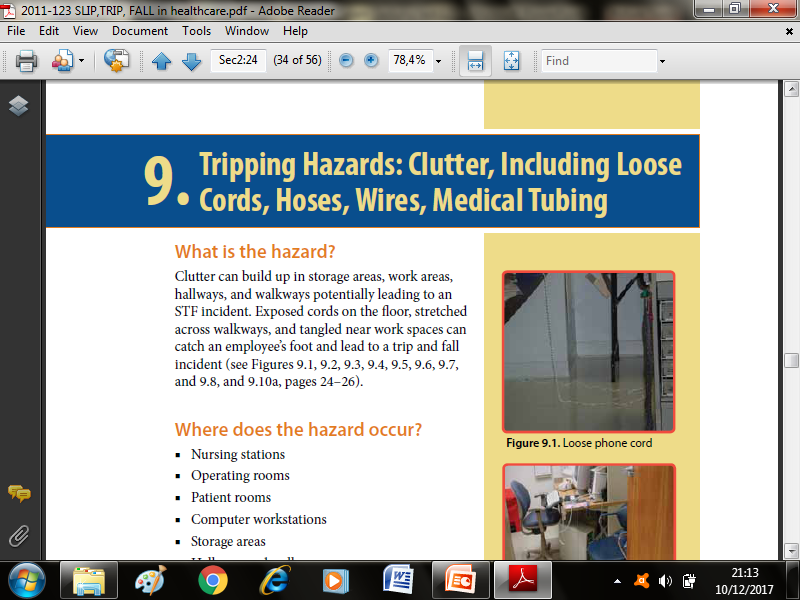 2011-123 SLIP,TRIP, FALL in healthcare.pdf - Adobe Reader
File Edit View Document Tools Window Help
Sec2:24 (34 of 56) 78,4% Find
9. Tripping Hazards: Clutter, Including Loose
Cords, Hoses, Wires, Medical Tubing
What is the hazard?
Clutter can build up in storage areas, work areas,
hallways, and walkways potentially leading to an
STF incident. Exposed cords on the floor, stretched
across walkways, and tangled near work spaces can
catch an employee's foot and lead to a trip and fall
incident (see Figures 9.1, 9.2, 9.3, 9.4, 9.5, 9.6, 9.7,
and 9.8, and 9.10a, pages 24–26).
Where does the hazard occur?
▪ Nursing stations
▪ Operating rooms
▪ Patient rooms
▪ Computer workstations
▪ Storage areas
Figure 9.1. Loose phone cord
21:13
10/12/2017